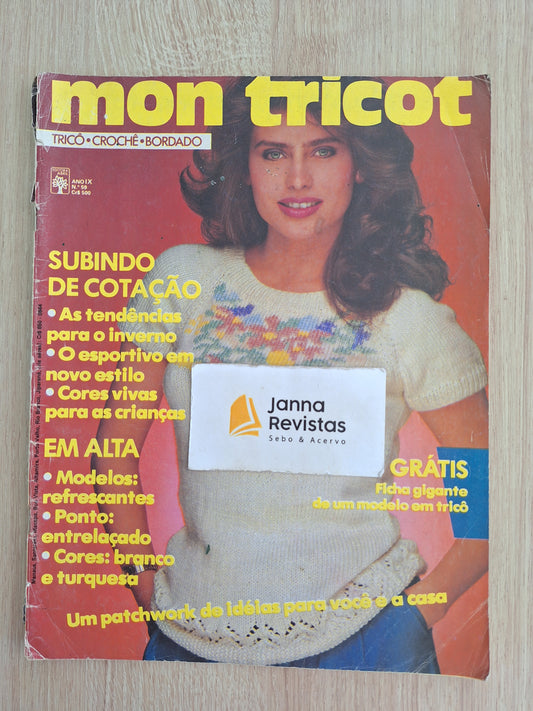 mon tricot
TRICÔ • CROCHÊ • BORDADO
ANO IX
N.º 59
Cr$ 500
SUBINDO
DE COTAÇÃO
• As tendências
para o inverno
• O esportivo em
novo estilo
• Cores vivas
para as crianças
EM ALTA
• Modelos:
refrescantes
• Ponto:
entrelaçado
• Cores: branco
e turquesa
Janna
Revistas
Sebo & Acervo
GRÁTIS
Ficha gigante
de um modelo em tricô
Um patchwork de idéias para você e a casa